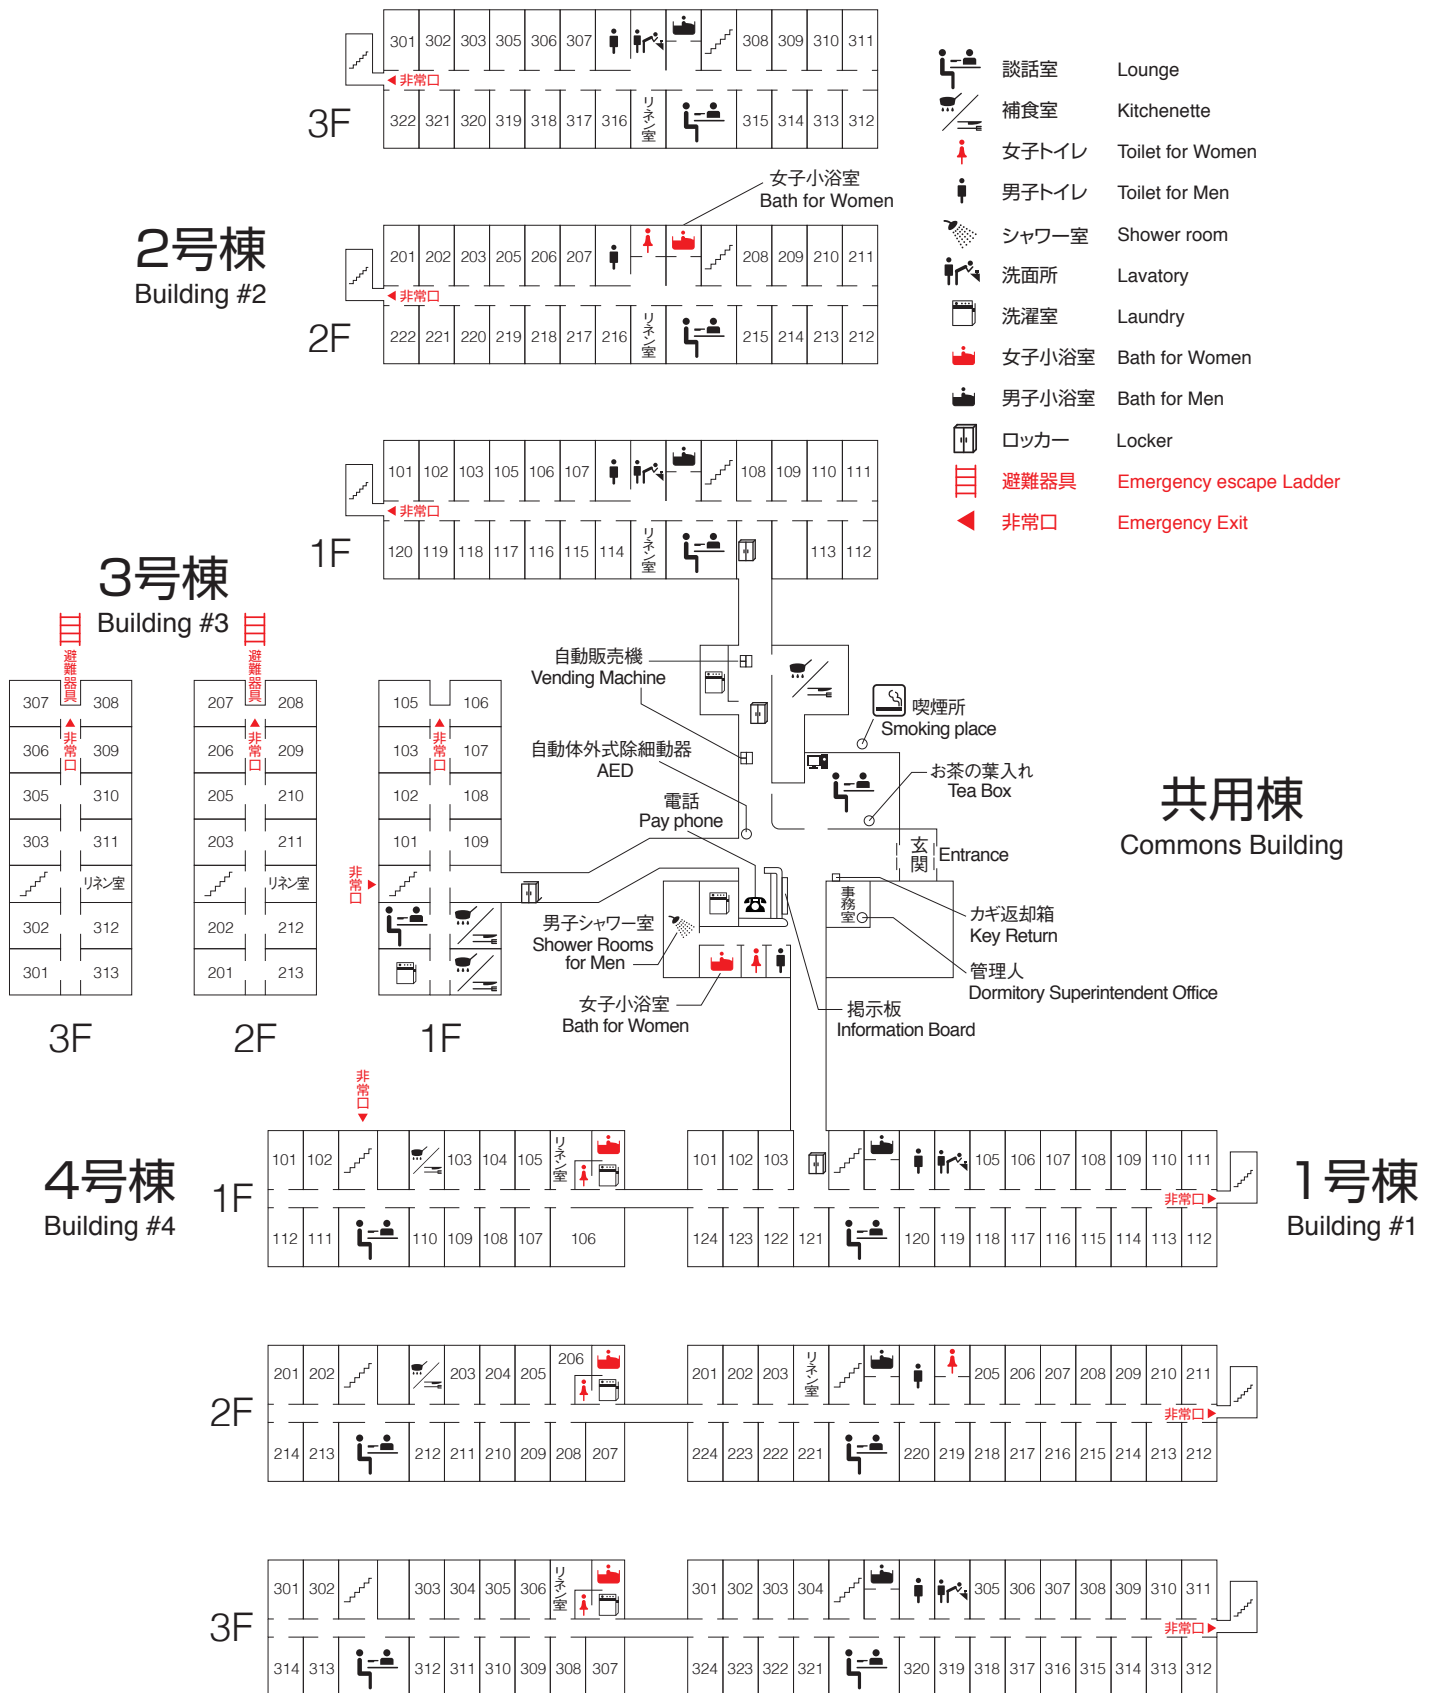 301 302 303 305 306 307 308 309 310 311
非常口
3F
322 321 320 319 318 317 316 リネン室 315 314 313 312
談話室 Lounge
補食室 Kitchenette
女子トイレ Toilet for Women
男子トイレ Toilet for Men
シャワー室 Shower room
洗面所 Lavatory
洗濯室 Laundry
女子小浴室 Bath for Women
男子小浴室 Bath for Men
ロッカー Locker
避難器具 Emergency escape Ladder
非常口 Emergency Exit
女子小浴室
Bath for Women
2号棟
Building #2
201 202 203 205 206 207 208 209 210 211
非常口
2F
222 221 220 219 218 217 216 リネン室 215 214 213 212
101 102 103 105 106 107 108 109 110 111
非常口
1F
120 119 118 117 116 115 114 リネン室 113 112
3号棟
Building #3
避難器具
307 308
非常口
306 309
305 310
303 311
リネン室
302 312
301 313
3F
避難器具
207 208
非常口
206 209
205 210
203 211
リネン室
202 212
201 213
2F
105 106
非常口
103 107
102 108
101 109
非常口
1F
自動販売機
Vending Machine
自動体外式除細動器
AED
電話
Pay phone
喫煙所
Smoking place
お茶の葉入れ
Tea Box
玄関
Entrance
事務室
カギ返却箱
Key Return
管理人
Dormitory Superintendent Office
掲示板
Information Board
男子シャワー室
Shower Rooms
for Men
女子小浴室
Bath for Women
共用棟
Commons Building
非常口
4号棟
Building #4
1F
101 102 103 104 105 リネン室
112 111 110 109 108 107 106
101 102 103 105 106 107 108 109 110 111
非常口
124 123 122 121 120 119 118 117 116 115 114 113 112
1号棟
Building #1
2F
201 202 203 204 205 206
214 213 212 211 210 209 208 207
201 202 203 リネン室 205 206 207 208 209 210 211
非常口
224 223 222 221 220 219 218 217 216 215 214 213 212
3F
301 302 303 304 305 306 リネン室
314 313 312 311 310 309 308 307
301 302 303 304 305 306 307 308 309 310 311
非常口
324 323 322 321 320 319 318 317 316 315 314 313 312